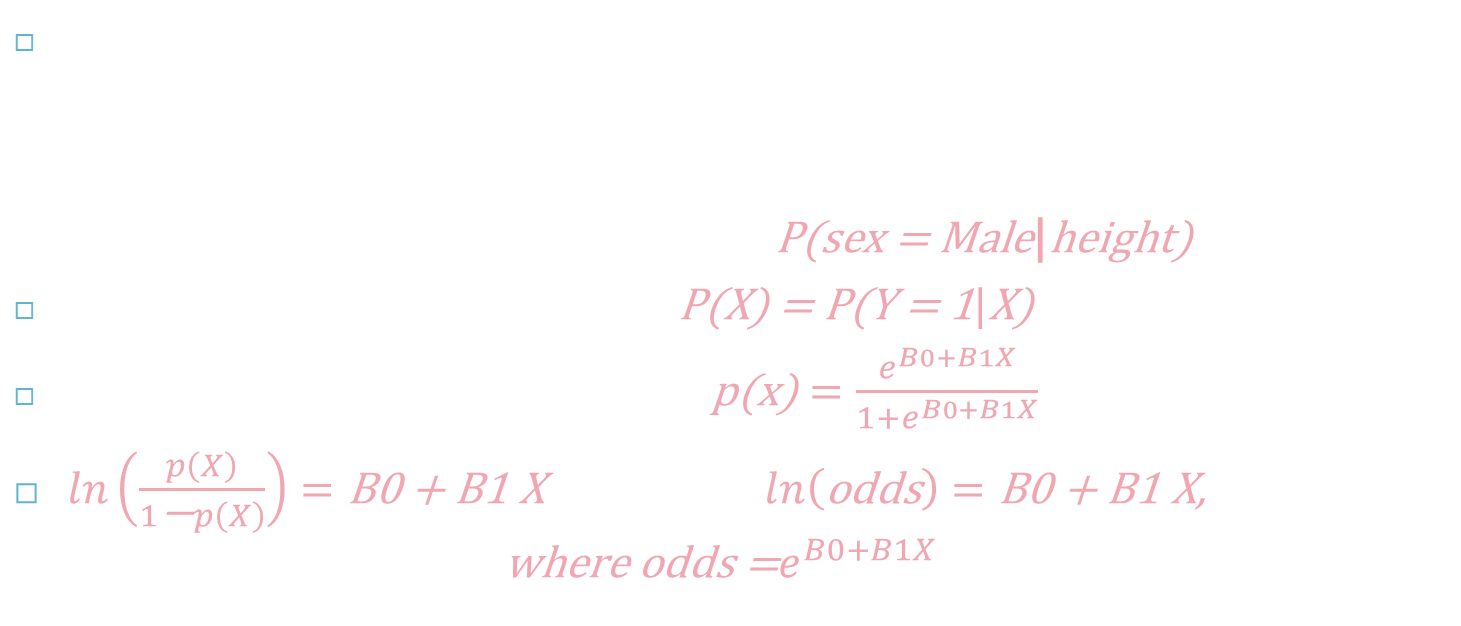 P(sex = Male|height)
P(X) = P(Y = 1|X)
p(x) = e^{B0+B1X} / 1+e^{B0+B1X}
ln(p(X) / 1 − p(X)) = B0 + B1 X ln(odds) = B0 + B1 X,
where odds =e^{B0+B1X}